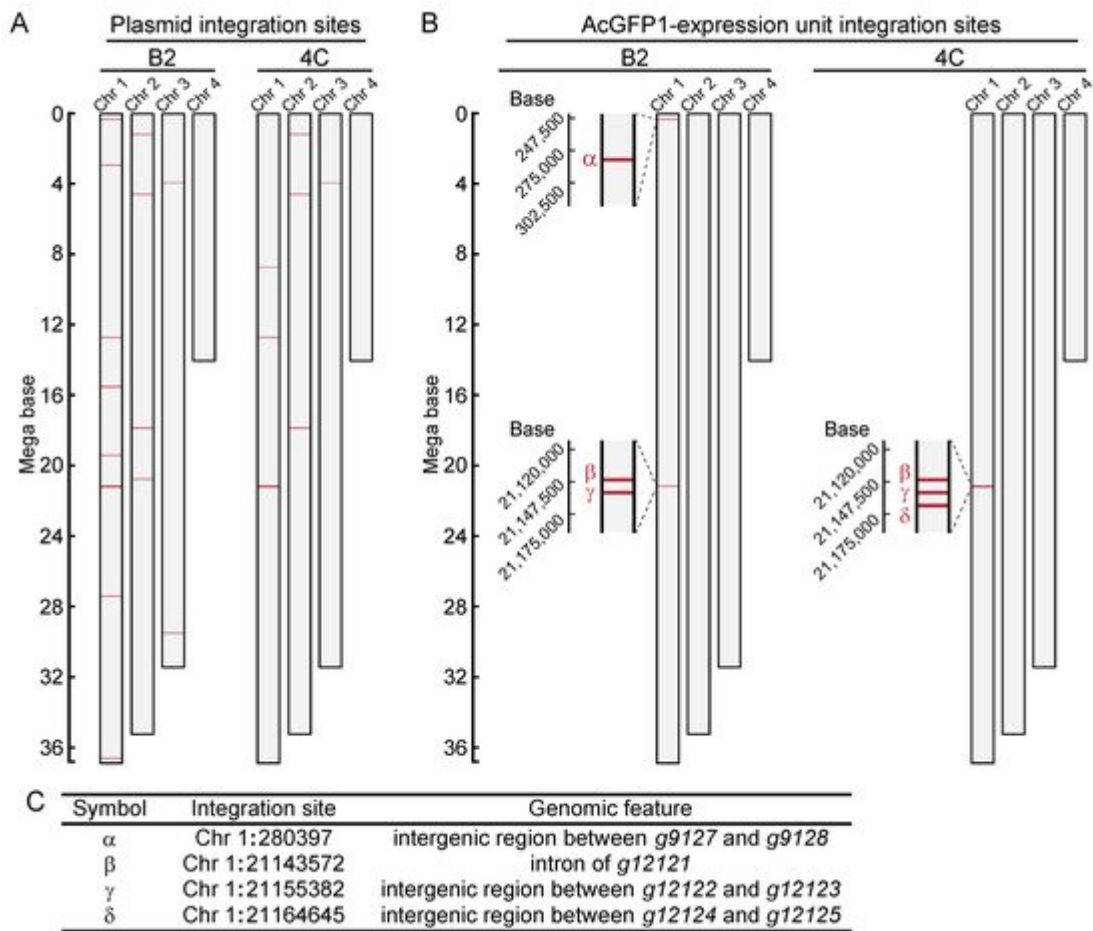 A
Plasmid integration sites
B2
4C
Chr 1
Chr 2
Chr 3
Chr 4
Chr 1
Chr 2
Chr 3
Chr 4
0
4
8
12
16
20
24
28
32
36
Mega base
B
AcGFP1-expression unit integration sites
B2
4C
Chr 1
Chr 2
Chr 3
Chr 4
Chr 1
Chr 2
Chr 3
Chr 4
0
4
8
12
16
20
24
28
32
36
Mega base
Base
247,500
275,000
302,500
α
Base
21,120,000
21,147,500
21,175,000
β
γ
Base
21,120,000
21,147,500
21,175,000
β
γ
δ
C
Symbol Integration site Genomic feature
α Chr 1:280397 intergenic region between g9127 and g9128
β Chr 1:21143572 intron of g12121
γ Chr 1:21155382 intergenic region between g12122 and g12123
δ Chr 1:21164645 intergenic region between g12124 and g12125